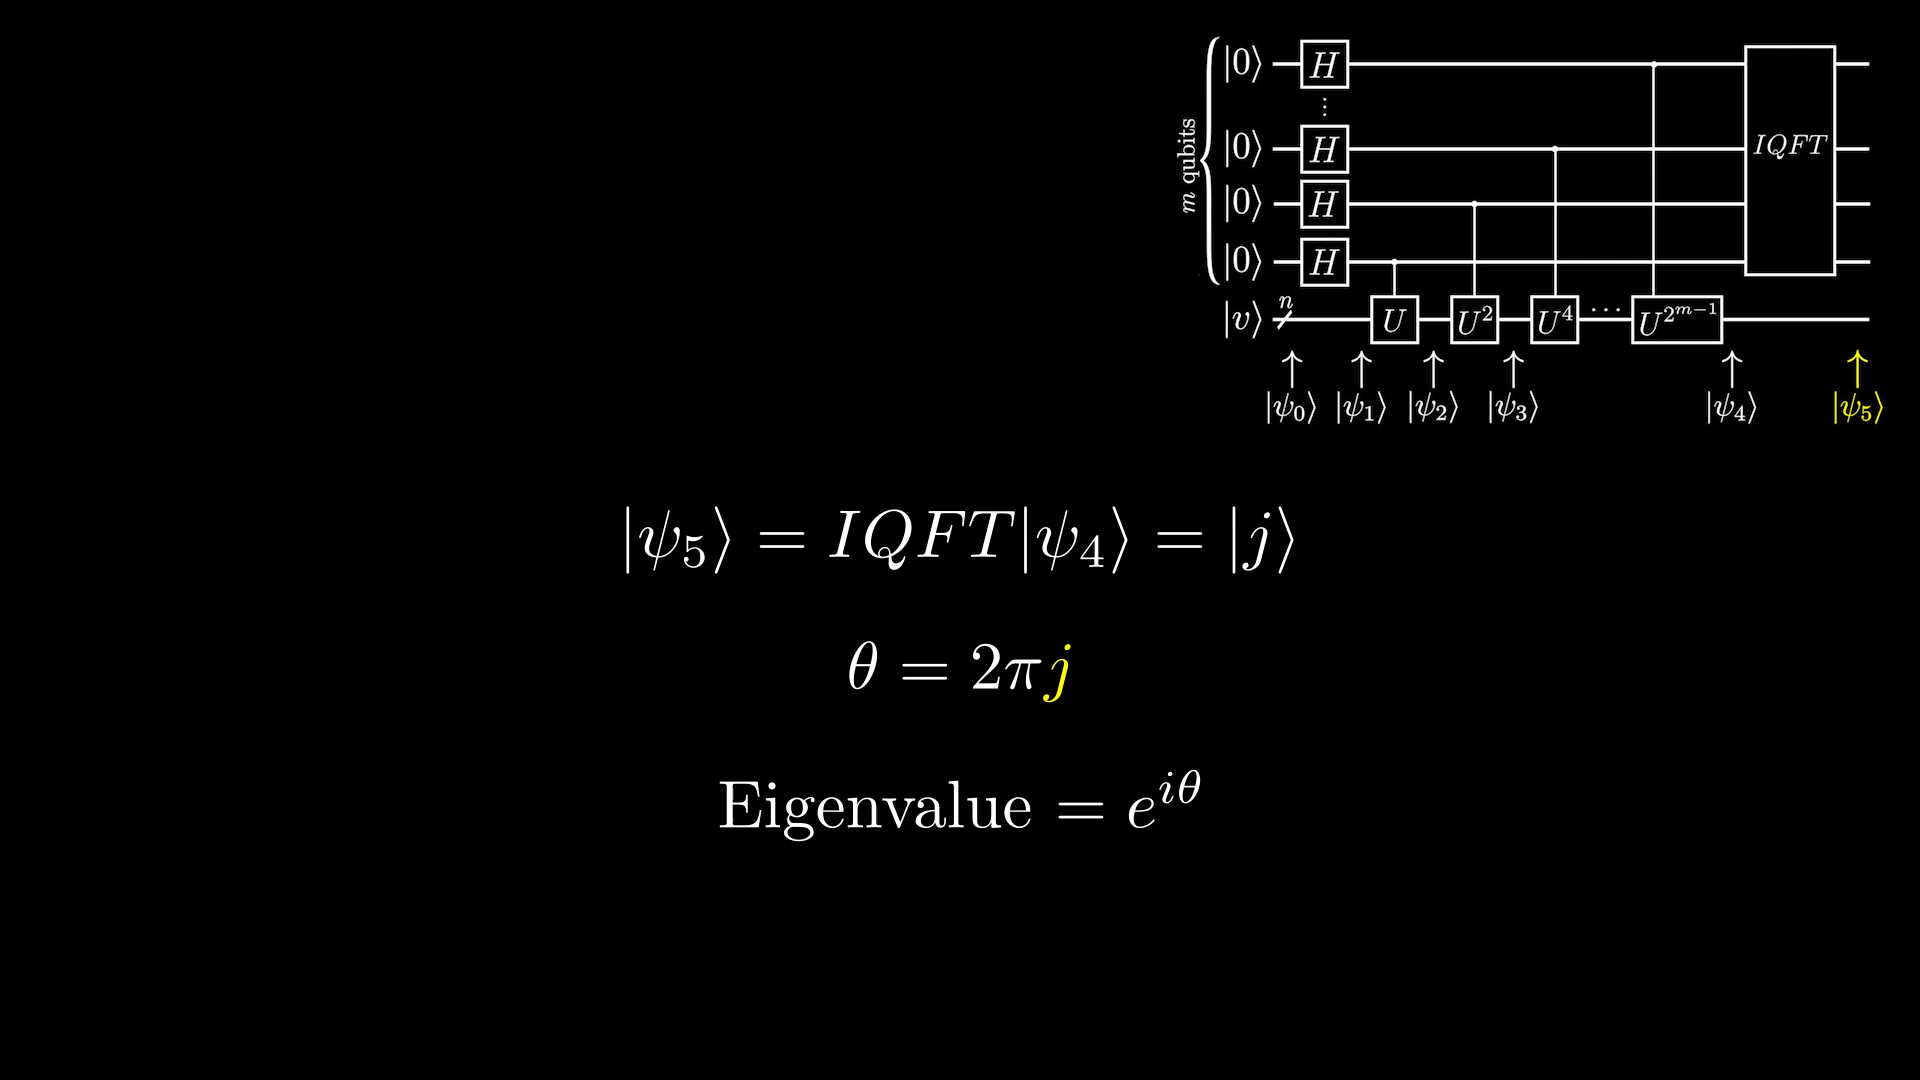 |0⟩ H
⋮
|0⟩ H
IQFT
m qubits
|0⟩ H
|0⟩ H
|v⟩ n U U² U⁴ ⋯ U^{2^{m−1}}
|ψ₀⟩ |ψ₁⟩ |ψ₂⟩ |ψ₃⟩ |ψ₄⟩ |ψ₅⟩
|ψ₅⟩ = IQFT|ψ₄⟩ = |j⟩
θ = 2πj
Eigenvalue = e^{iθ}